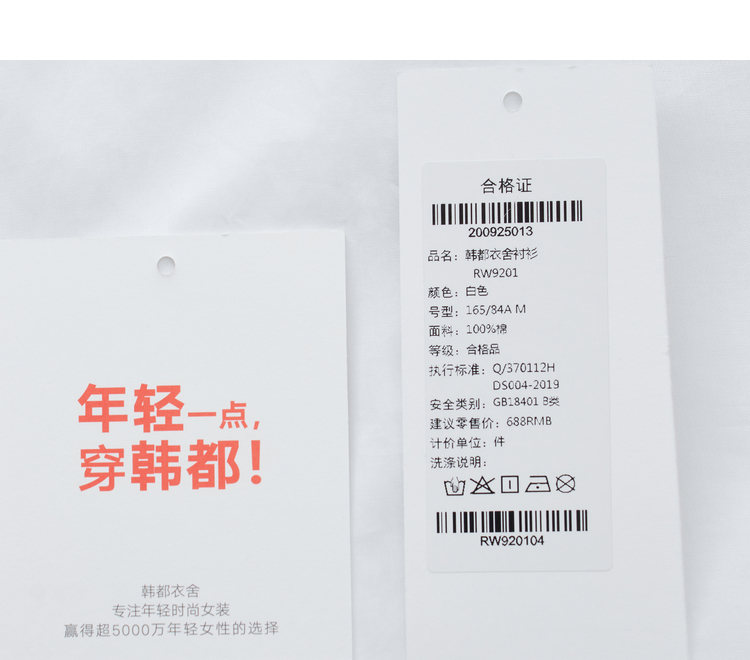 年轻一点,
穿韩都!
韩都衣舍
专注年轻时尚女装
赢得超5000万年轻女性的选择
合格证
200925013
品名：韩都衣舍衬衫
RW9201
颜色：白色
号型：165/84A M
面料：100%棉
等级：合格品
执行标准：Q/370112H
DS004-2019
安全类别：GB18401 B类
建议零售价：688RMB
计价单位：件
洗涤说明：
RW920104